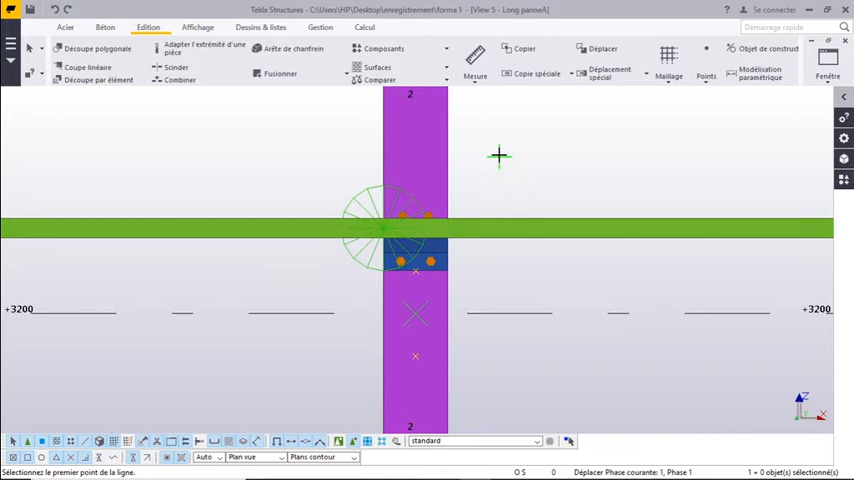 Tekla Structures - C:\Users\HP\Desktop\enregistrement\forma 1 - [View 5 - Long panneA]
Se connecter
Acier Béton Edition Affichage Dessins & listes Gestion Calcul
Démarrage rapide
Découpe polygonale
Coupe linéaire
Découpe par élément
Adapter l'extrémité d'une pièce
Scinder
Combiner
Arête de chanfrein
Fusionner
Composants
Surfaces
Comparer
Mesure
Copier
Copie spéciale
Déplacer
Déplacement spécial
Maillage
Points
Objet de construct
Modélisation paramétrique
Fenêtre
2
+3200
+3200
2
Z
X
standard
Auto
Plan vue
Plans contour
Sélectionnez le premier point de la ligne.
O S
0
Déplacer Phase courante: 1, Phase 1
1 + 0 objet(s) sélectionné(s)